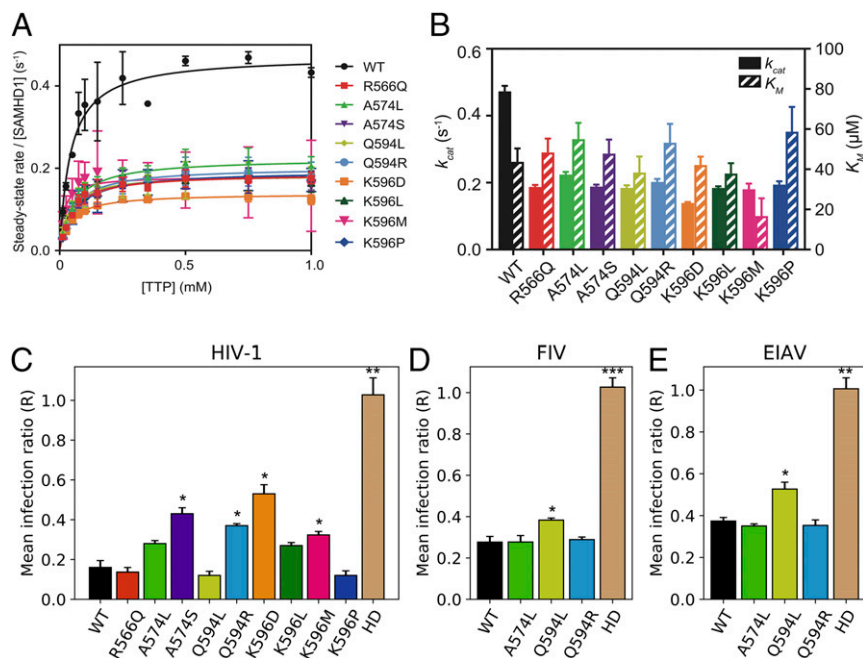 A
Steady-state rate / [SAMHD1] (s⁻¹)
0.4
0.2
0.0
0
0.5
1.0
[TTP] (mM)
WT
R566Q
A574L
A574S
Q594L
Q594R
K596D
K596L
K596M
K596P
B
kcat (s⁻¹)
0.6
0.4
0.2
0.0
kcat
KM
100
80
60
40
20
0
KM (µM)
WT
R566Q
A574L
A574S
Q594L
Q594R
K596D
K596L
K596M
K596P
C
HIV-1
Mean infection ratio (R)
1.0
0.8
0.6
0.4
0.2
0.0
*
*
*
*
**
WT
R566Q
A574L
A574S
Q594L
Q594R
K596D
K596L
K596M
K596P
HD
D
FIV
Mean infection ratio (R)
1.0
0.8
0.6
0.4
0.2
0.0
*
***
WT
A574L
Q594L
Q594R
HD
E
EIAV
Mean infection ratio (R)
1.0
0.8
0.6
0.4
0.2
0.0
*
**
WT
A574L
Q594L
Q594R
HD